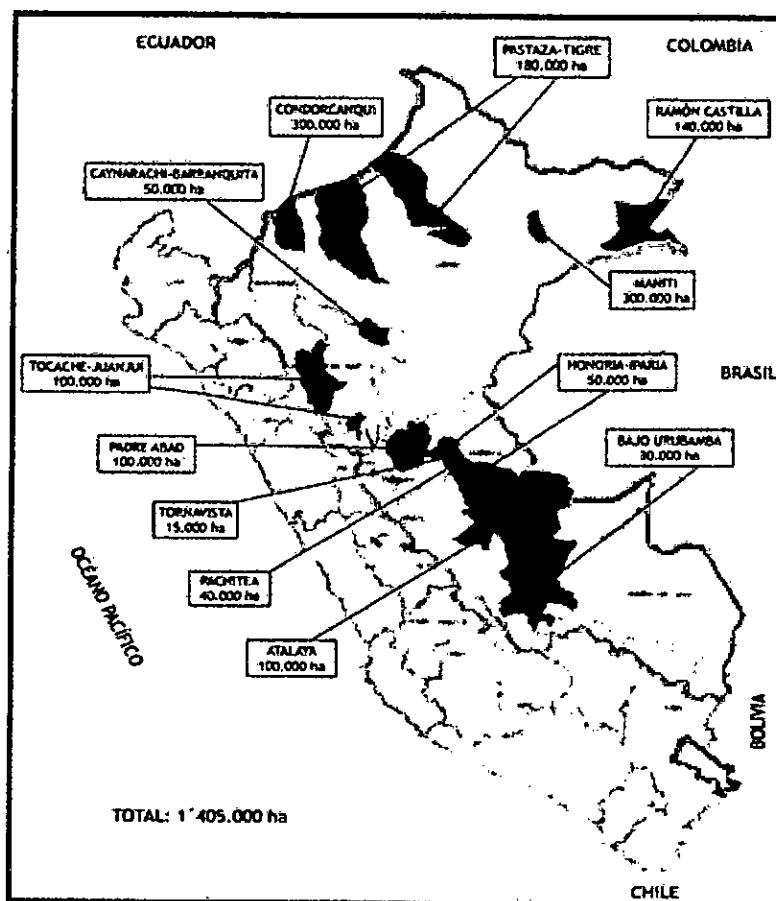 ECUADOR
COLOMBIA
PASTAZA-TIGRE
180.000 ha
CONDORCANQUI
300.000 ha
RAMÓN CASTILLA
140.000 ha
CAYNARACHI-BARRANQUITA
50.000 ha
MANITI
300.000 ha
TOCACHE-JUANJUI
100.000 ha
HONORIA-IPARIA
50.000 ha
BRASIL
PADRE ABAD
100.000 ha
BAJO URUBAMBA
30.000 ha
TORNAVISTA
15.000 ha
OCÉANO PACÍFICO
PACHITEA
40.000 ha
ATALAYA
100,000 ha
BOLIVIA
TOTAL: 1´405.000 ha
CHILE